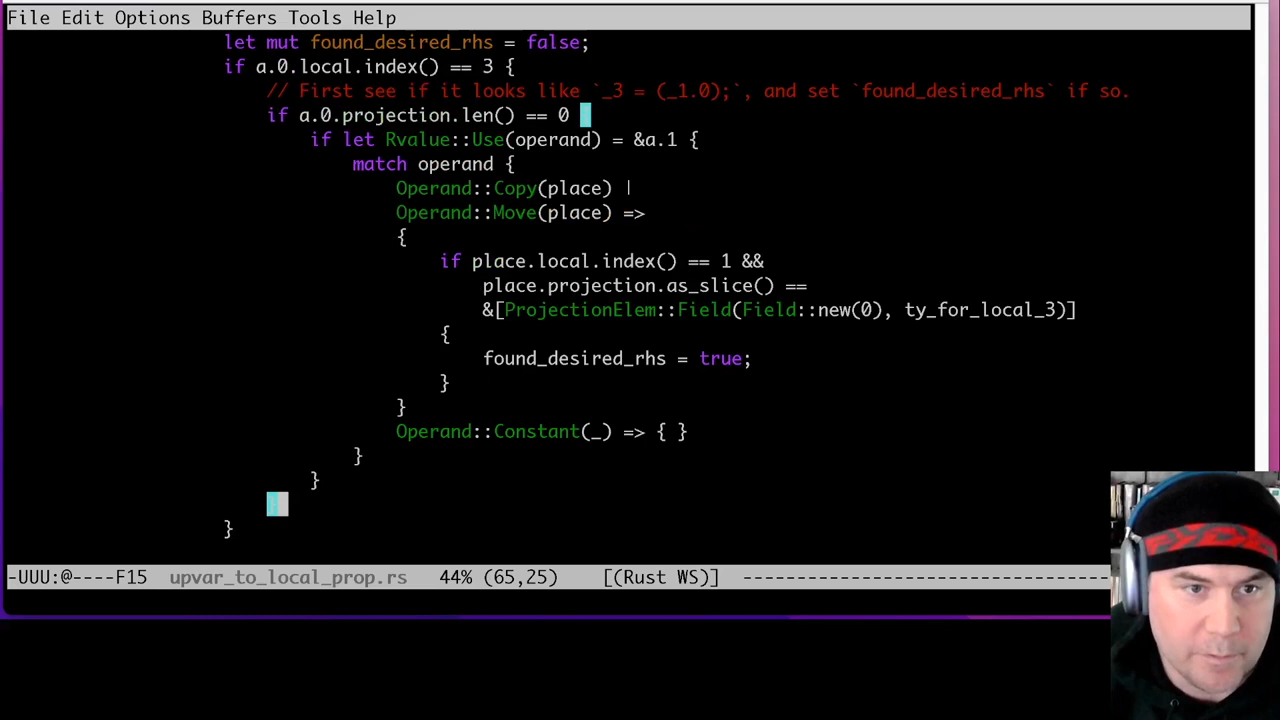 File Edit Options Buffers Tools Help
let mut found_desired_rhs = false;
if a.0.local.index() == 3 {
// First see if it looks like `_3 = (_1.0);`, and set `found_desired_rhs` if so.
if a.0.projection.len() == 0
if let Rvalue::Use(operand) = &a.1 {
match operand {
Operand::Copy(place) |
Operand::Move(place) =>
{
if place.local.index() == 1 &&
place.projection.as_slice() ==
&[ProjectionElem::Field(Field::new(0), ty_for_local_3)]
{
found_desired_rhs = true;
}
}
Operand::Constant(_) => { }
}
}
}
-UUU:@----F15 upvar_to_local_prop.rs 44% (65,25) [(Rust WS)] ----------------------------------